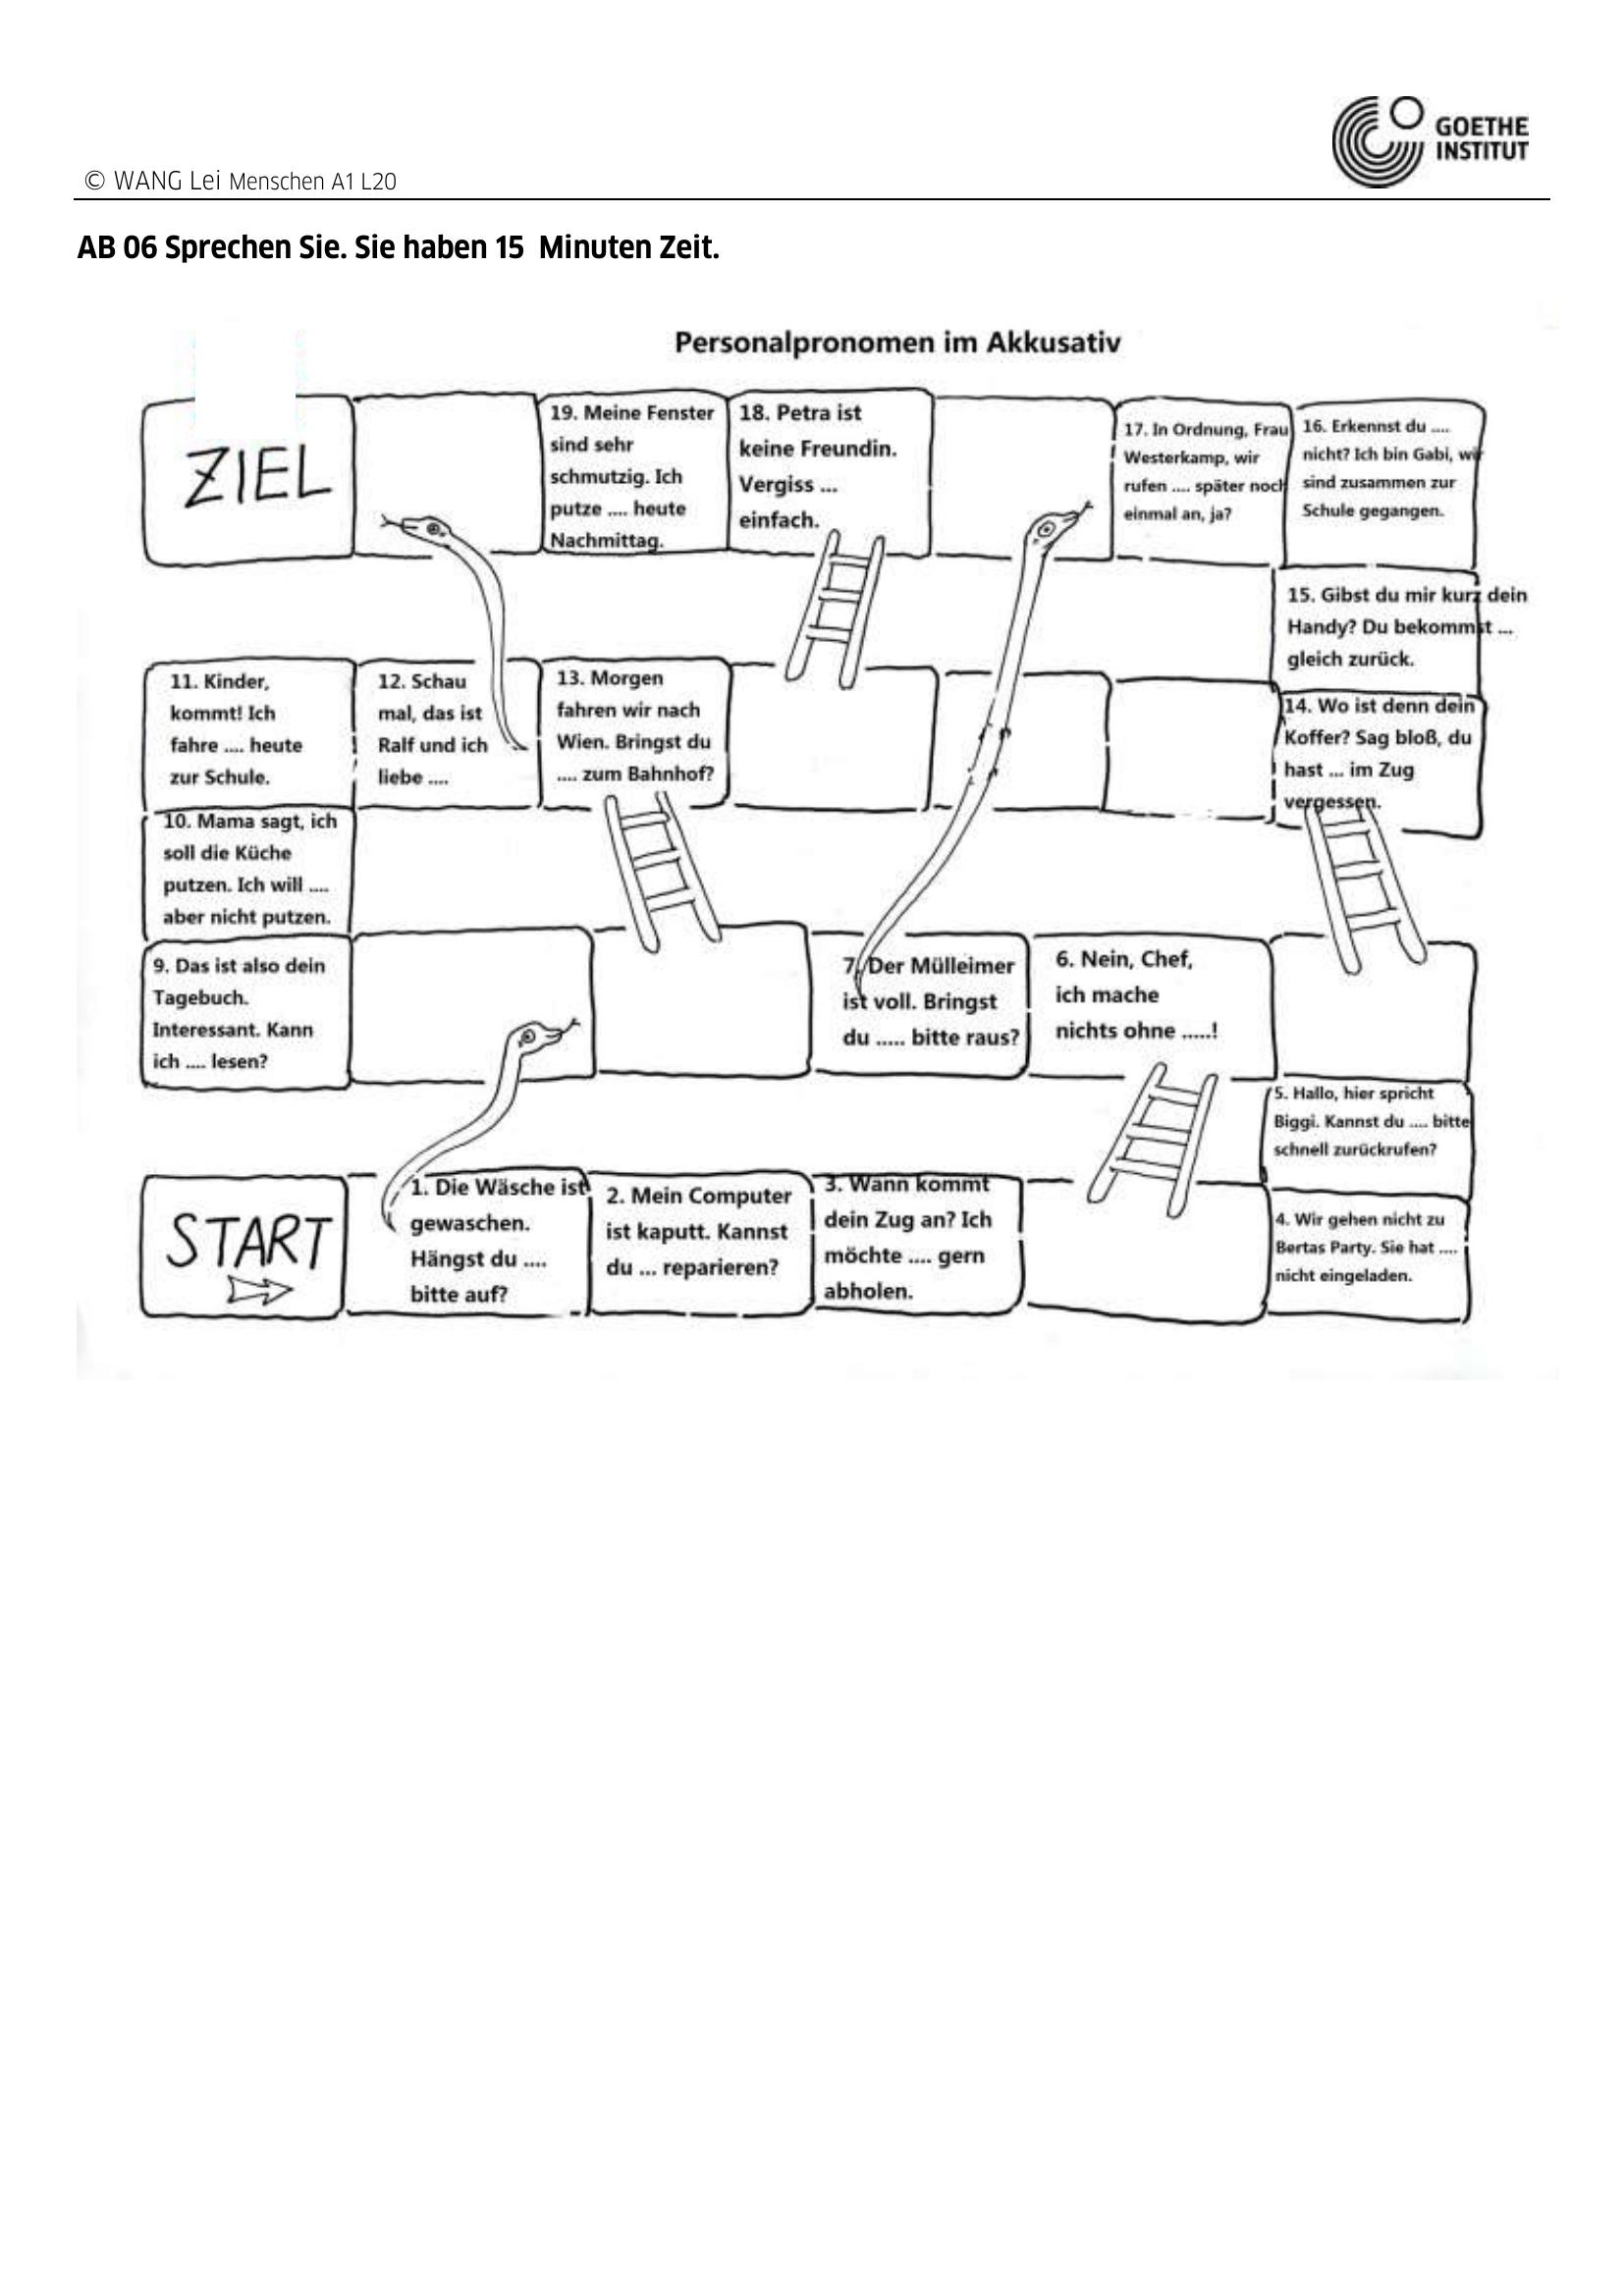 GOETHE
INSTITUT
© WANG Lei Menschen A1 L20
AB 06 Sprechen Sie. Sie haben 15  Minuten Zeit.
Personalpronomen im Akkusativ
ZIEL
19. Meine Fenster
sind sehr
schmutzig. Ich
putze .... heute
Nachmittag.
18. Petra ist
keine Freundin.
Vergiss ...
einfach.
17. In Ordnung, Frau
Westerkamp, wir
rufen .... später noch
einmal an, ja?
16. Erkennst du ....
nicht? Ich bin Gabi, wir
sind zusammen zur
Schule gegangen.
15. Gibst du mir kurz dein
Handy? Du bekommst ...
gleich zurück.
11. Kinder,
kommt! Ich
fahre .... heute
zur Schule.
12. Schau
mal, das ist
Ralf und ich
liebe ....
13. Morgen
fahren wir nach
Wien. Bringst du
.... zum Bahnhof?
14. Wo ist denn dein
Koffer? Sag bloß, du
hast ... im Zug
vergessen.
10. Mama sagt, ich
soll die Küche
putzen. Ich will ....
aber nicht putzen.
9. Das ist also dein
Tagebuch.
Interessant. Kann
ich .... lesen?
7. Der Mülleimer
ist voll. Bringst
du ..... bitte raus?
6. Nein, Chef,
ich mache
nichts ohne .....!
5. Hallo, hier spricht
Biggi. Kannst du .... bitte
schnell zurückrufen?
START
1. Die Wäsche ist
gewaschen.
Hängst du ....
bitte auf?
2. Mein Computer
ist kaputt. Kannst
du ... reparieren?
3. Wann kommt
dein Zug an? Ich
möchte .... gern
abholen.
4. Wir gehen nicht zu
Bertas Party. Sie hat ....
nicht eingeladen.